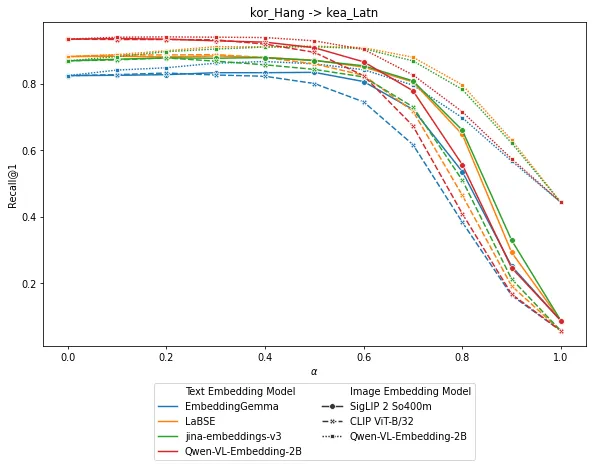 kor_Hang -> kea_Latn
Recall@1
0.8
0.6
0.4
0.2
0.0 0.2 0.4 0.6 0.8 1.0
α
Text Embedding Model Image Embedding Model
EmbeddingGemma SigLIP 2 So400m
LaBSE CLIP ViT-B/32
jina-embeddings-v3 Qwen-VL-Embedding-2B
Qwen-VL-Embedding-2B